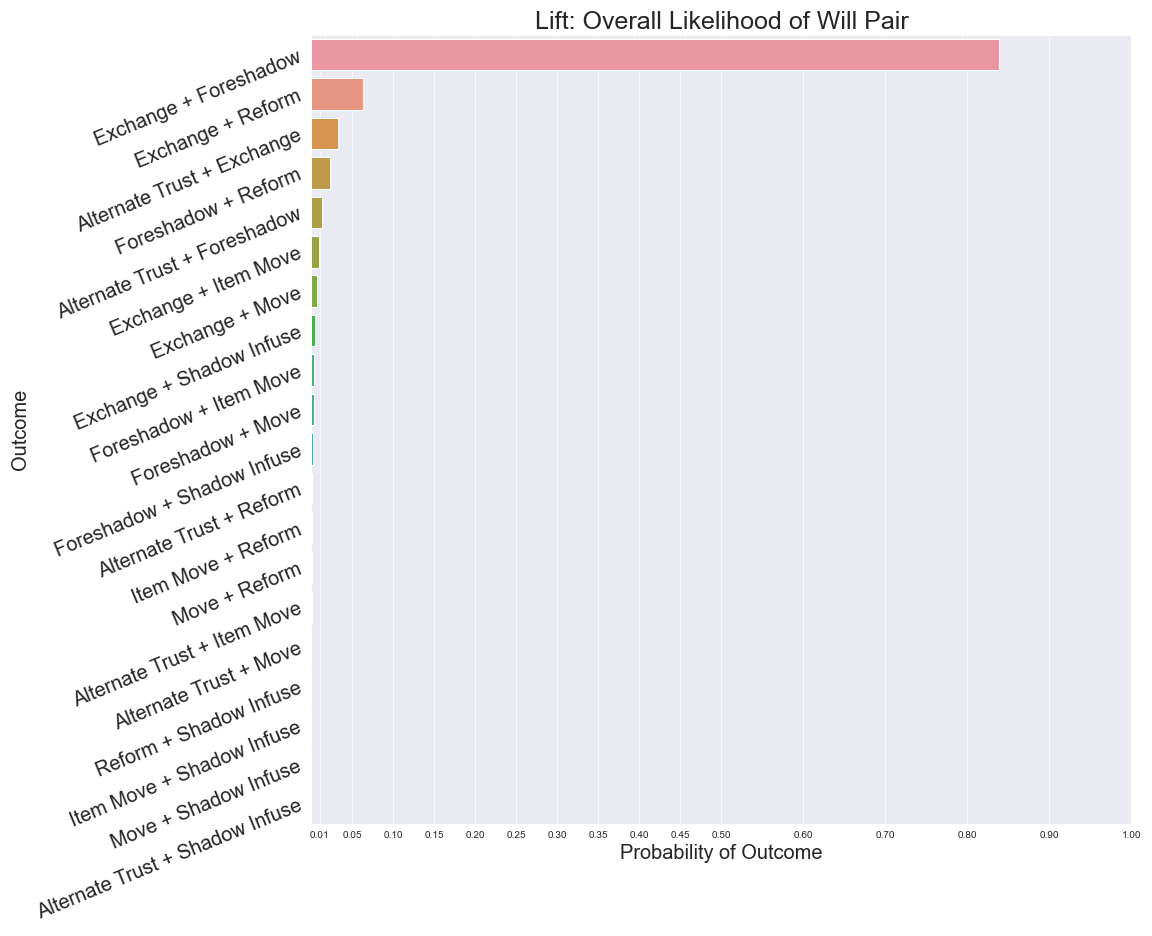 Lift: Overall Likelihood of Will Pair
Exchange + Foreshadow
Exchange + Reform
Alternate Trust + Exchange
Foreshadow + Reform
Alternate Trust + Foreshadow
Exchange + Item Move
Exchange + Move
Exchange + Shadow Infuse
Foreshadow + Item Move
Foreshadow + Move
Foreshadow + Shadow Infuse
Alternate Trust + Reform
Item Move + Reform
Move + Reform
Alternate Trust + Item Move
Alternate Trust + Move
Reform + Shadow Infuse
Item Move + Shadow Infuse
Move + Shadow Infuse
Alternate Trust + Shadow Infuse
Outcome
0.01 0.05 0.10 0.15 0.20 0.25 0.30 0.35 0.40 0.45 0.50 0.60 0.70 0.80 0.90 1.00
Probability of Outcome